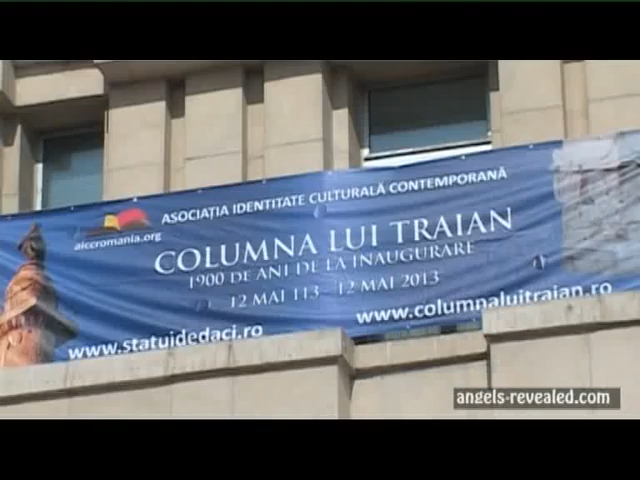 ASOCIAȚIA IDENTITATE CULTURALĂ CONTEMPORANĂ
aiccromania.org
COLUMNA LUI TRAIAN
1900 DE ANI DE LA INAUGURARE
12 MAI 113 - 12 MAI 2013
www.statuidedaci.ro
www.columnaluitraian.ro
angels-revealed.com